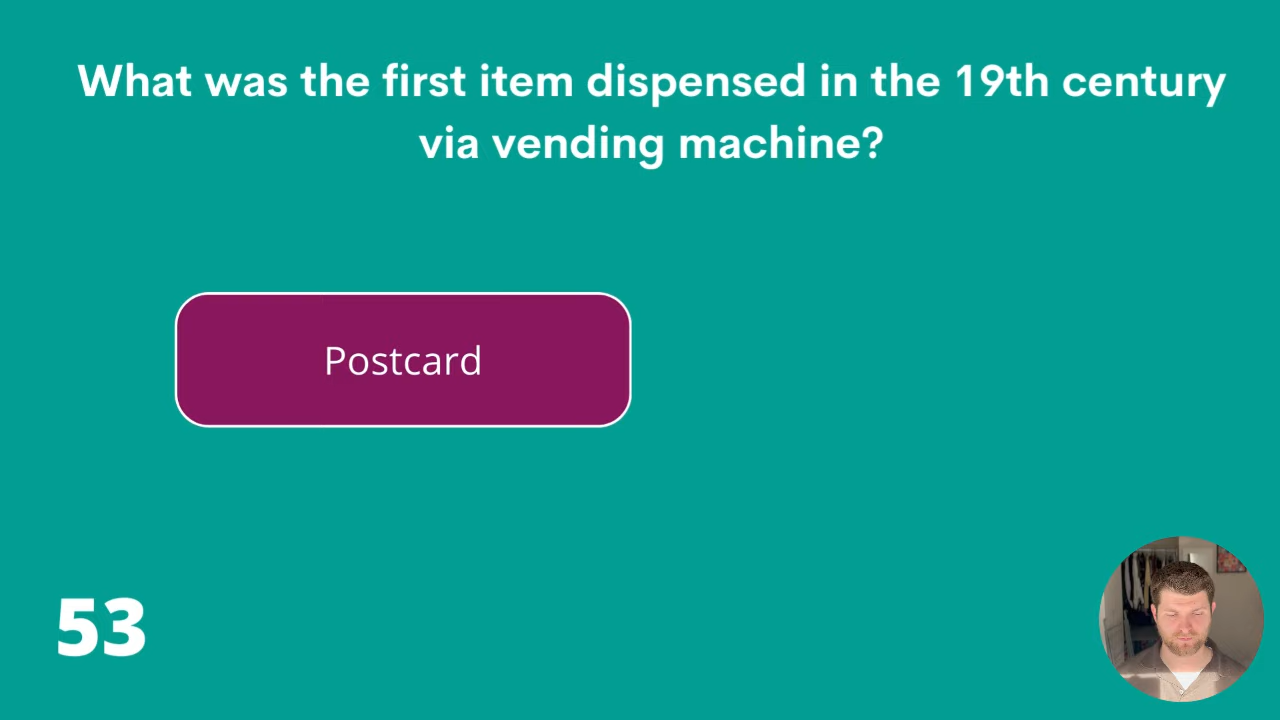 What was the first item dispensed in the 19th century
via vending machine?
Postcard
53